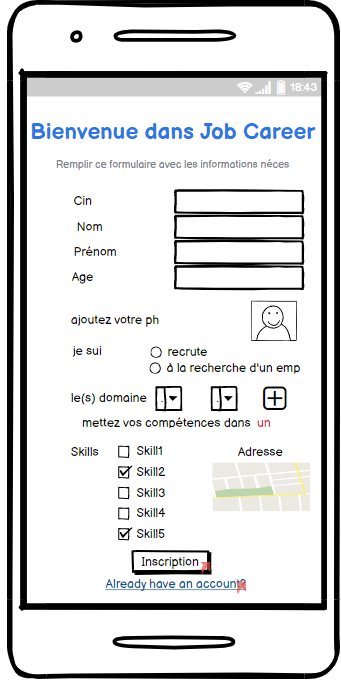 18:43
Bienvenue dans Job Career
Remplir ce formulaire avec les informations néces
Cin
Nom
Prénom
Age
ajoutez votre ph
je sui
recrute
à la recherche d'un emp
le(s) domaine
mettez vos compétences dans un
Skills
Skill1
Adresse
Skill2
Skill3
Skill4
Skill5
Inscription
Already have an account?